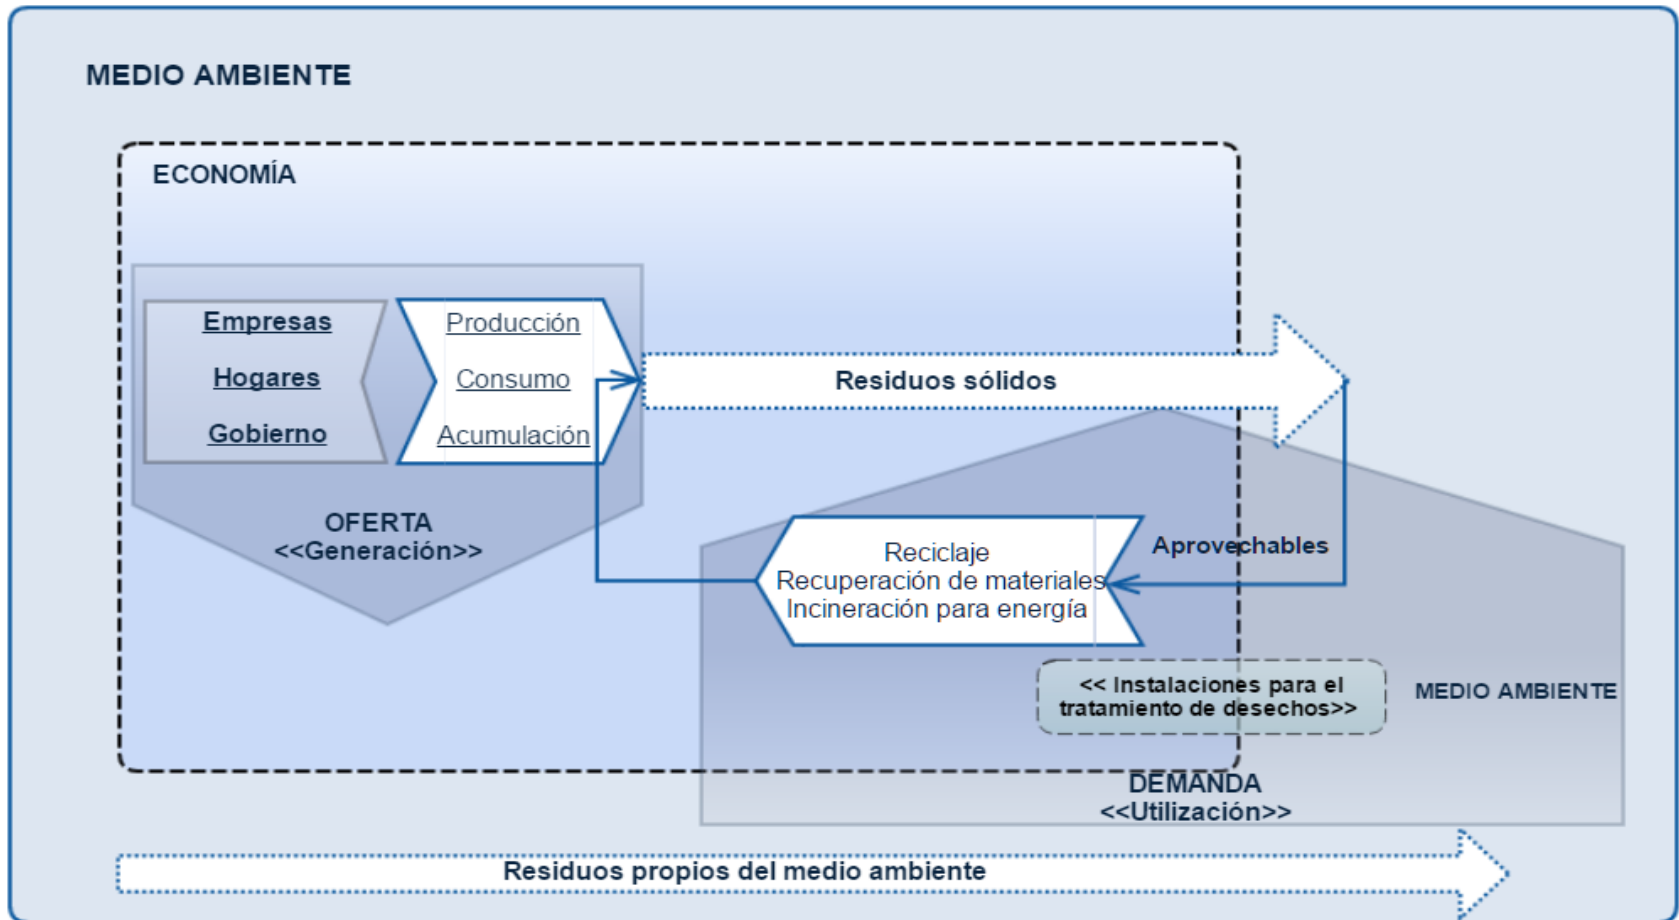 MEDIO AMBIENTE
ECONOMÍA
Empresas
Hogares
Gobierno
Producción
Consumo
Acumulación
Residuos sólidos
OFERTA
<<Generación>>
Aprovechables
Reciclaje
Recuperación de materiales
Incineración para energía
<< Instalaciones para el
tratamiento de desechos>>
MEDIO AMBIENTE
DEMANDA
<<Utilización>>
Residuos propios del medio ambiente